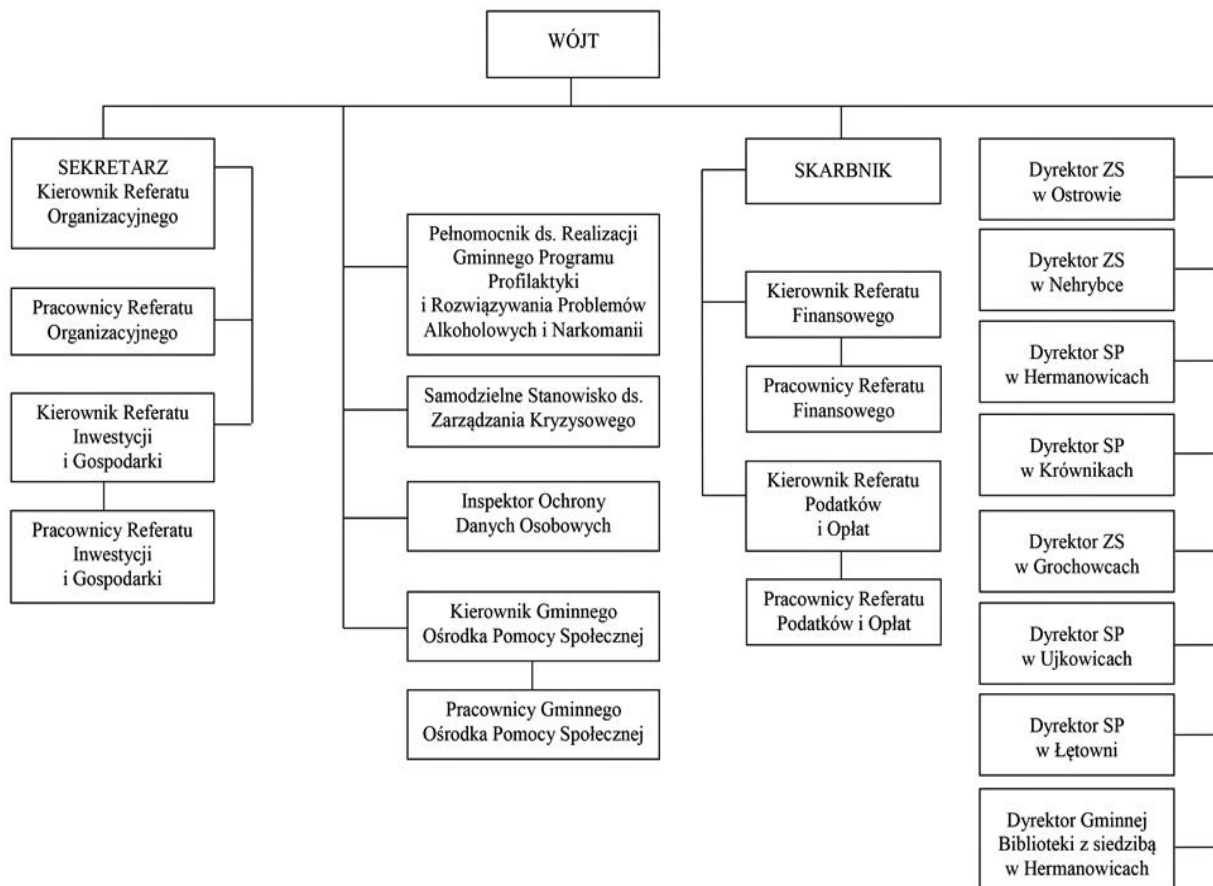 WÓJT
SEKRETARZ
Kierownik Referatu
Organizacyjnego
Pracownicy Referatu
Organizacyjnego
Kierownik Referatu
Inwestycji
i Gospodarki
Pracownicy Referatu
Inwestycji
i Gospodarki
Pełnomocnik ds. Realizacji
Gminnego Programu
Profilaktyki
i Rozwiązywania Problemów
Alkoholowych i Narkomanii
Samodzielne Stanowisko ds.
Zarządzania Kryzysowego
Inspektor Ochrony
Danych Osobowych
Kierownik Gminnego
Ośrodka Pomocy Społecznej
Pracownicy Gminnego
Ośrodka Pomocy Społecznej
SKARBNIK
Kierownik Referatu
Finansowego
Pracownicy Referatu
Finansowego
Kierownik Referatu
Podatków
i Opłat
Pracownicy Referatu
Podatków i Opłat
Dyrektor ZS
w Ostrowie
Dyrektor ZS
w Nehrybce
Dyrektor SP
w Hermanowicach
Dyrektor SP
w Krównikach
Dyrektor ZS
w Grochowcach
Dyrektor SP
w Ujkowicach
Dyrektor SP
w Łętowni
Dyrektor Gminnej
Biblioteki z siedzibą
w Hermanowicach